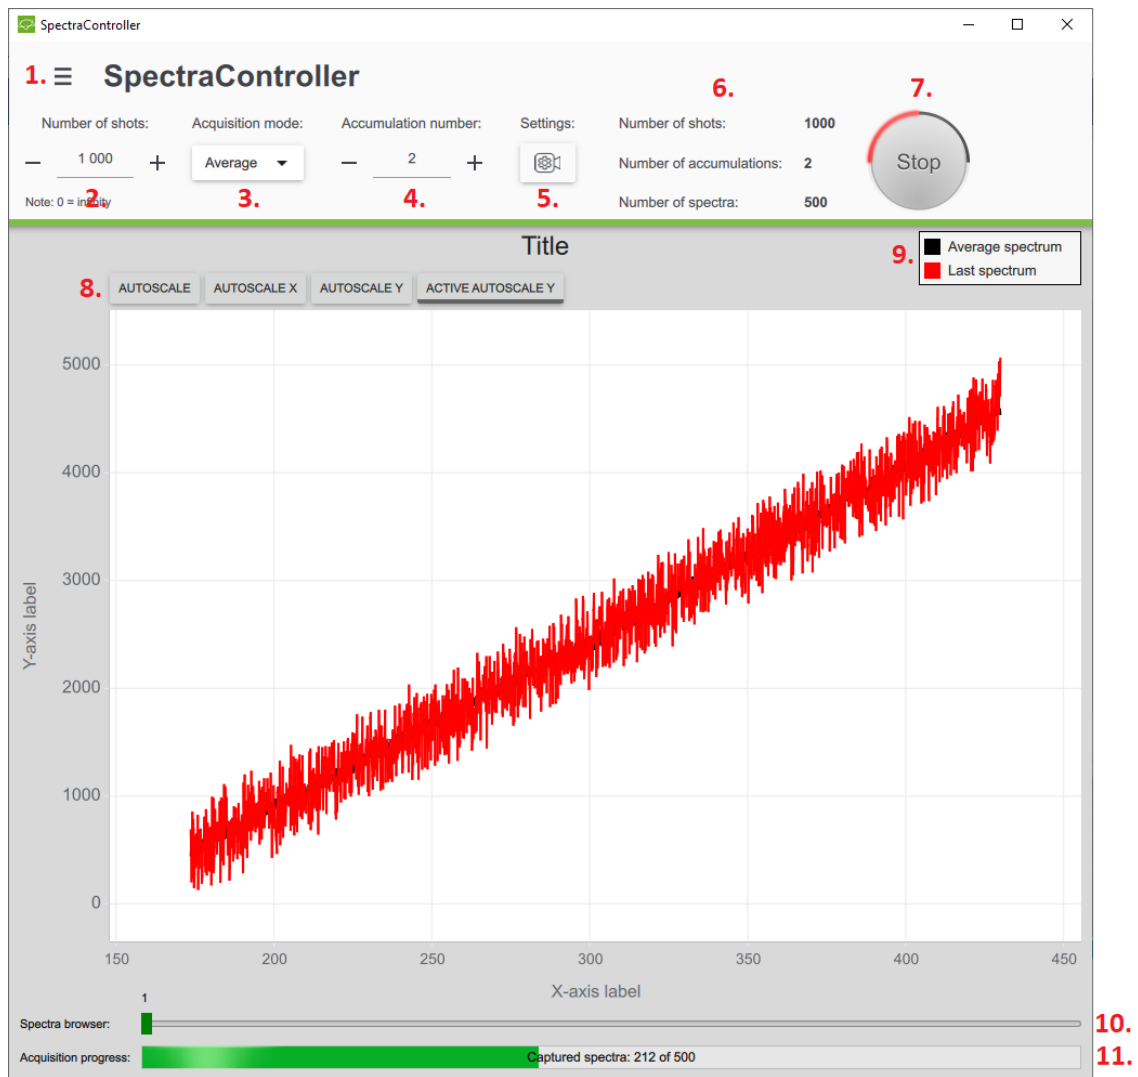 SpectraController
1.
SpectraController
6.
7.
Number of shots:
Acquisition mode:
Accumulation number:
Settings:
Number of shots:
1000
1 000
Average
2
Number of accumulations:
2
Stop
Note: 0 = infinity
2.
3.
4.
5.
Number of spectra:
500
Title
9.
Average spectrum
Last spectrum
8.
AUTOSCALE
AUTOSCALE X
AUTOSCALE Y
ACTIVE AUTOSCALE Y
5000
4000
3000
2000
1000
0
Y-axis label
150
200
250
300
350
400
450
X-axis label
1
Spectra browser:
10.
Acquisition progress:
Captured spectra: 212 of 500
11.